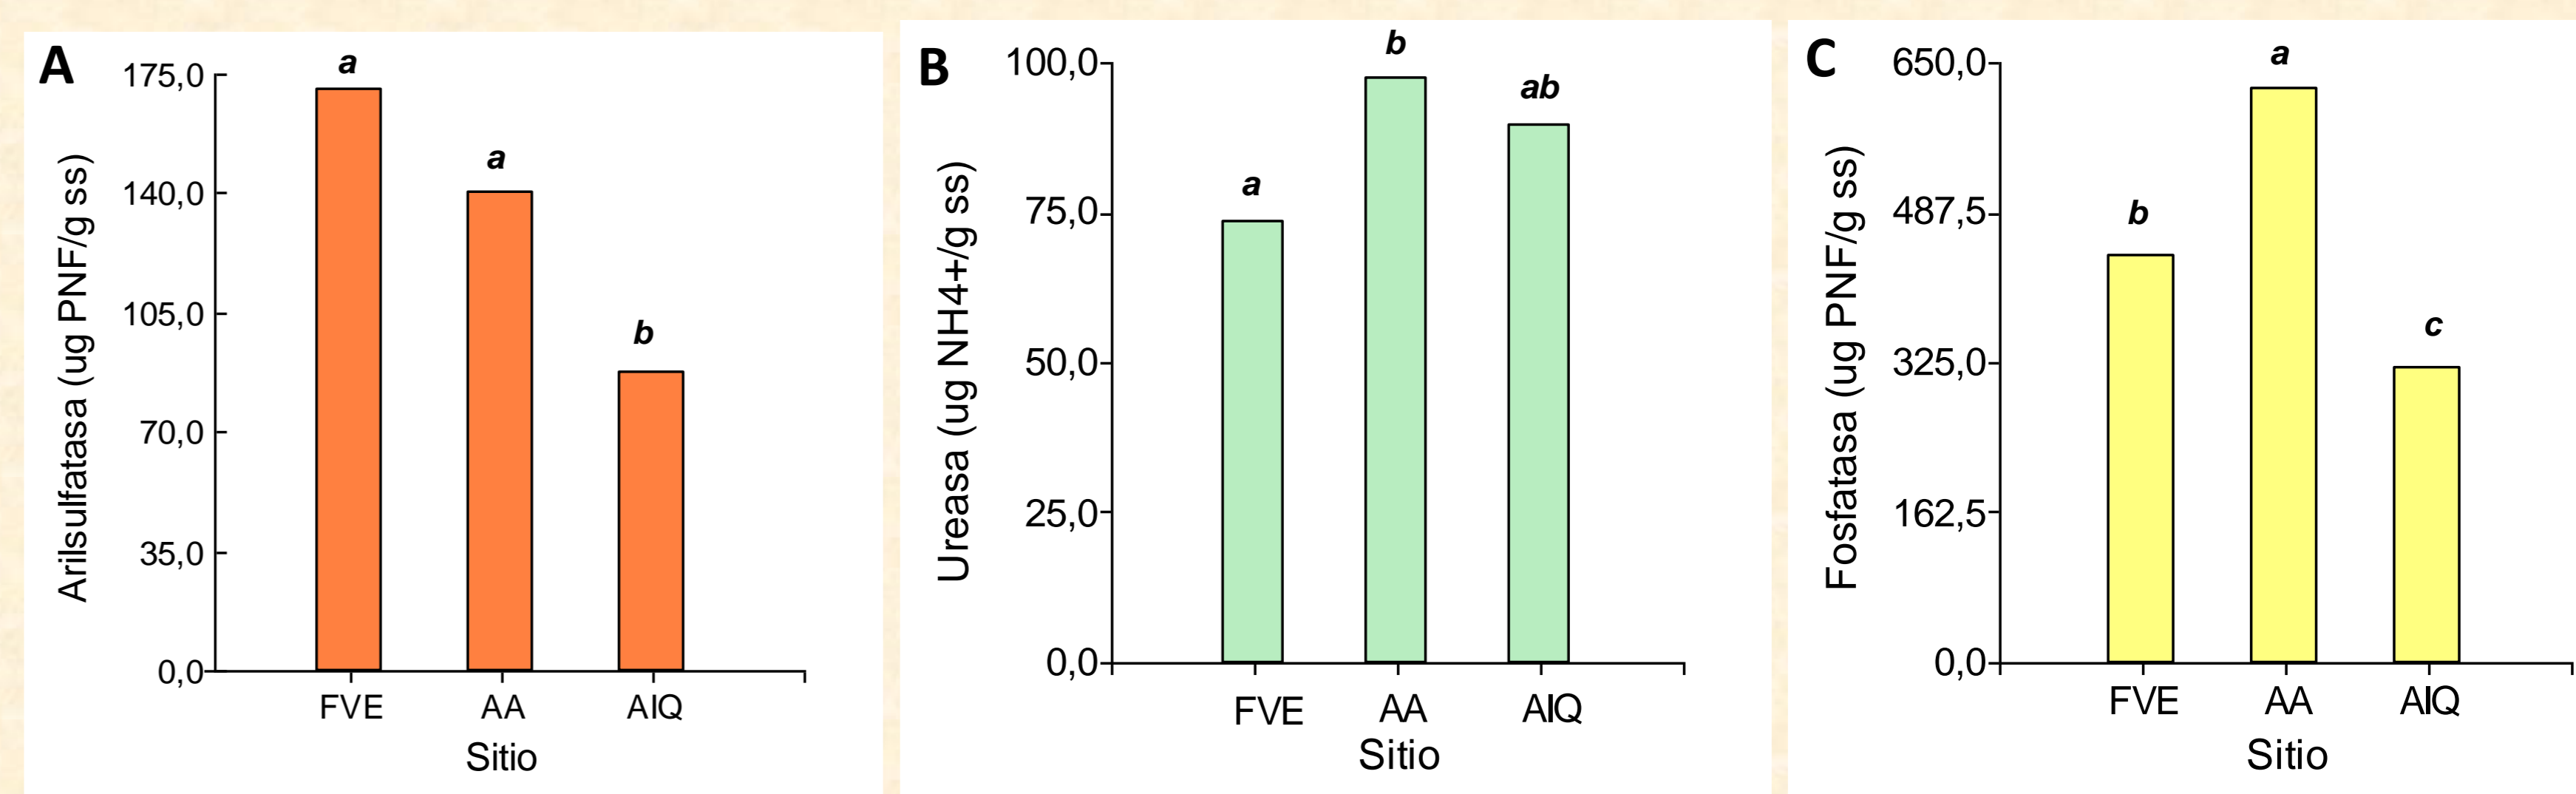 A
Arilsulfatasa (ug PNF/g ss)
175,0
140,0
105,0
70,0
35,0
0,0
a
a
b
FVE AA AIQ
Sitio
B
Ureasa (ug NH4+/g ss)
100,0
75,0
50,0
25,0
0,0
a
b
ab
FVE AA AIQ
Sitio
C
Fosfatasa (ug PNF/g ss)
650,0
487,5
325,0
162,5
0,0
b
a
c
FVE AA AIQ
Sitio